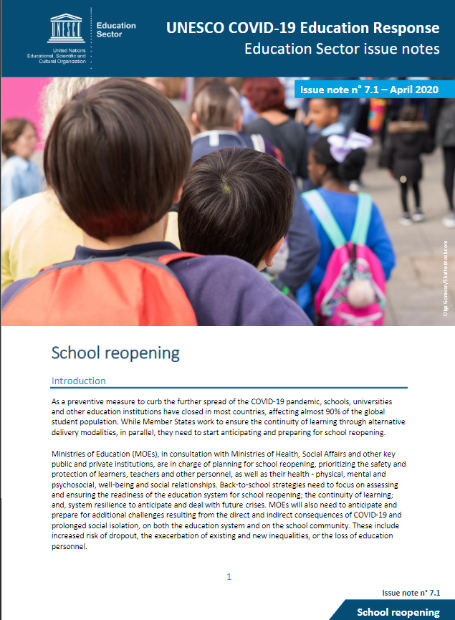 UNESCO COVID-19 Education Response
Education Sector issue notes
Education
Sector
United Nations
Educational, Scientific and
Cultural Organization
Issue note n° 7.1 – April 2020
School reopening
Introduction
As a preventive measure to curb the further spread of the COVID-19 pandemic, schools, universities
and other education institutions have closed in most countries, affecting almost 90% of the global
student population. While Member States work to ensure the continuity of learning through alternative
delivery modalities, in parallel, they need to start anticipating and preparing for school reopening.
Ministries of Education (MOEs), in consultation with Ministries of Health, Social Affairs and other key
public and private institutions, are in charge of planning for school reopening, prioritizing the safety and
protection of learners, teachers and other personnel, as well as their health - physical, mental and
psychosocial, well-being and social relationships. Back-to-school strategies need to focus on assessing
and ensuring the readiness of the education system for school reopening; the continuity of learning;
and, system resilience to anticipate and deal with future crises. MOEs will also need to anticipate and
prepare for additional challenges resulting from the direct and indirect consequences of COVID-19 and
prolonged social isolation, on both the education system and on the school community. These include
increased risk of dropout, the exacerbation of existing and new inequalities, or the loss of education
personnel.
1
Issue note n° 7.1
School reopening